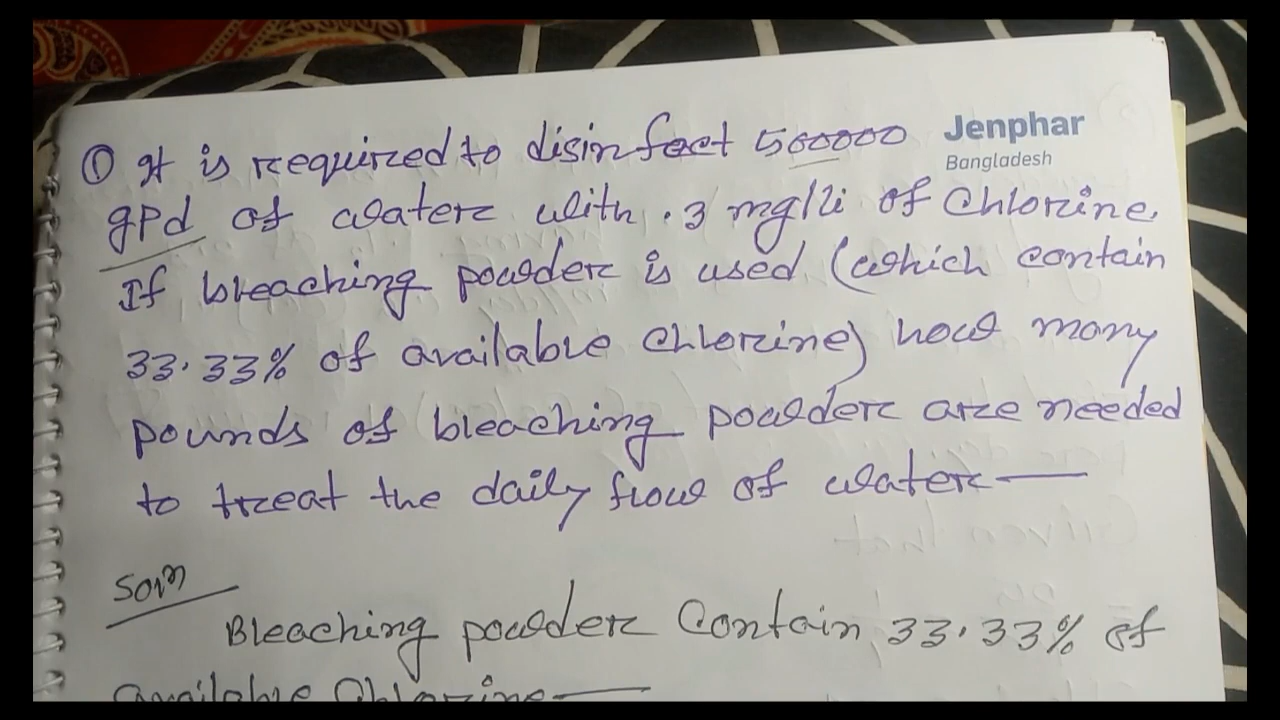 ① It is required to disinfect 500000
Jenphar
Bangladesh
gpd of water with .3 mg/li of chlorine.
If bleaching powder is used (which contain
33.33% of available chlorine) how many
pounds of bleaching powder are needed
to treat the daily flow of water—
Soln
Bleaching powder contain 33.33% of
available chlorine—